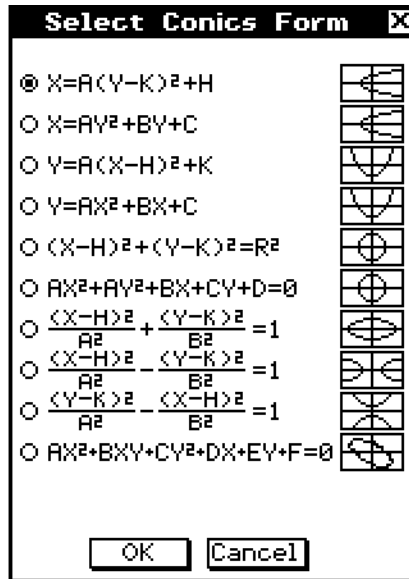 Select Conics Form X
X=A(Y-K)²+H
X=AY²+BY+C
Y=A(X-H)²+K
Y=AX²+BX+C
(X-H)²+(Y-K)²=R²
AX²+AY²+BX+CY+D=0
(X-H)²/A² + (Y-K)²/B² =1
(X-H)²/A² - (Y-K)²/B² =1
(Y-K)²/A² - (X-H)²/B² =1
AX²+BXY+CY²+DX+EY+F=0
OK Cancel